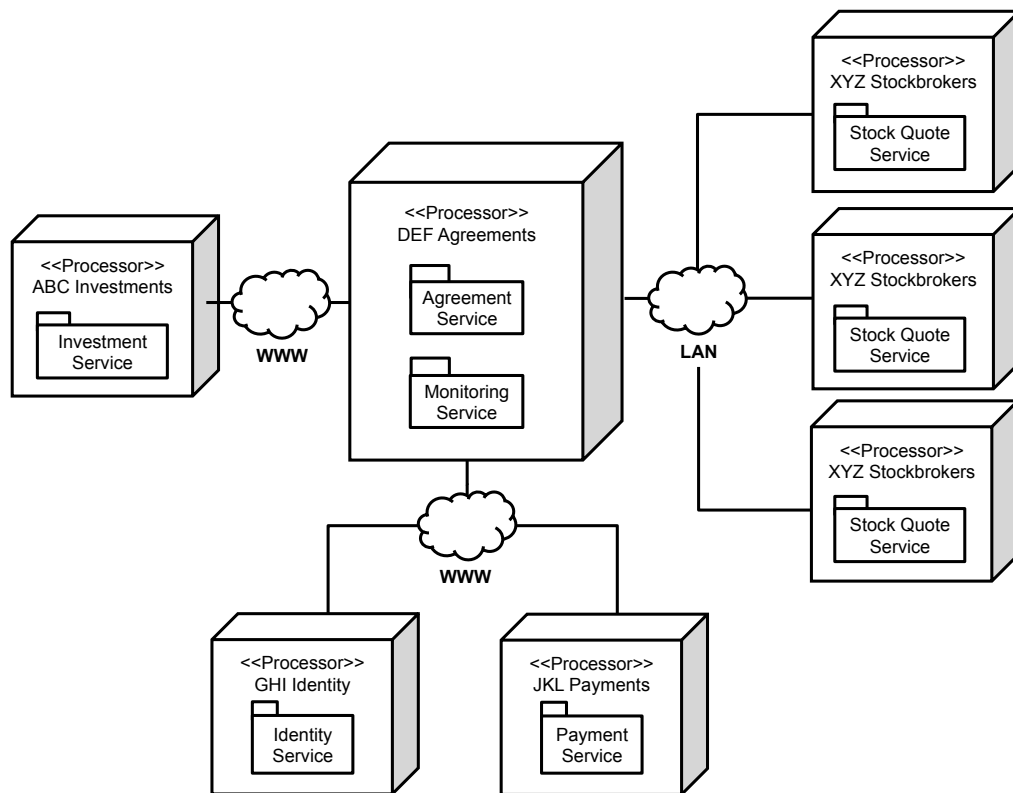 <<Processor>>
XYZ Stockbrokers
Stock Quote
Service
<<Processor>>
DEF Agreements
Agreement
Service
Monitoring
Service
<<Processor>>
ABC Investments
Investment
Service
WWW
<<Processor>>
XYZ Stockbrokers
Stock Quote
Service
LAN
<<Processor>>
XYZ Stockbrokers
Stock Quote
Service
WWW
<<Processor>>
GHI Identity
Identity
Service
<<Processor>>
JKL Payments
Payment
Service